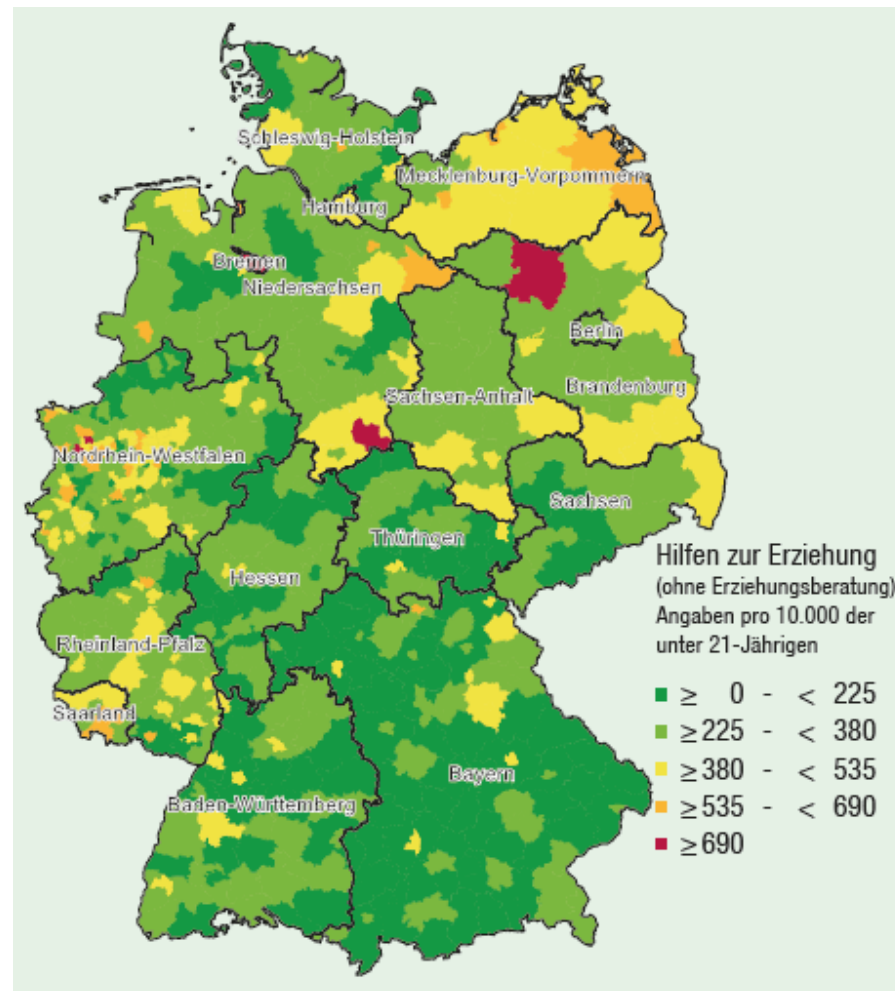 Schleswig-Holstein
Mecklenburg-Vorpommern
Hamburg
Bremen
Niedersachsen
Berlin
Brandenburg
Sachsen-Anhalt
Nordrhein-Westfalen
Sachsen
Thüringen
Hessen
Rheinland-Pfalz
Saarland
Bayern
Baden-Württemberg
Hilfen zur Erziehung
(ohne Erziehungsberatung)
Angaben pro 10.000 der
unter 21-Jährigen
≥ 0 - < 225
≥225 - < 380
≥380 - < 535
≥535 - < 690
≥690